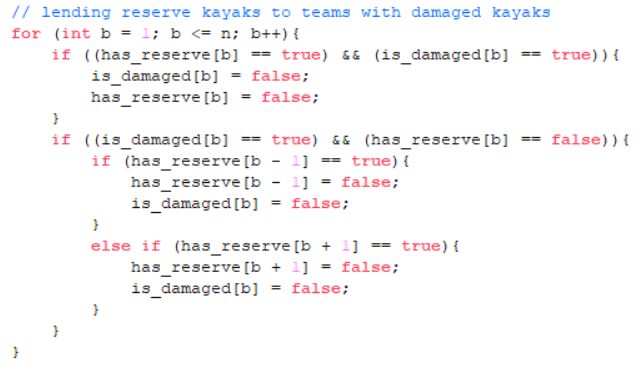 // lending reserve kayaks to teams with damaged kayaks
for (int b = 1; b <= n; b++){
    if ((has_reserve[b] == true) && (is_damaged[b] == true)){
        is_damaged[b] = false;
        has_reserve[b] = false;
    }
    if ((is_damaged[b] == true) && (has_reserve[b] == false)){
        if (has_reserve[b - 1] == true){
            has_reserve[b - 1] = false;
            is_damaged[b] = false;
        }
        else if (has_reserve[b + 1] == true){
            has_reserve[b + 1] = false;
            is_damaged[b] = false;
        }
    }
}